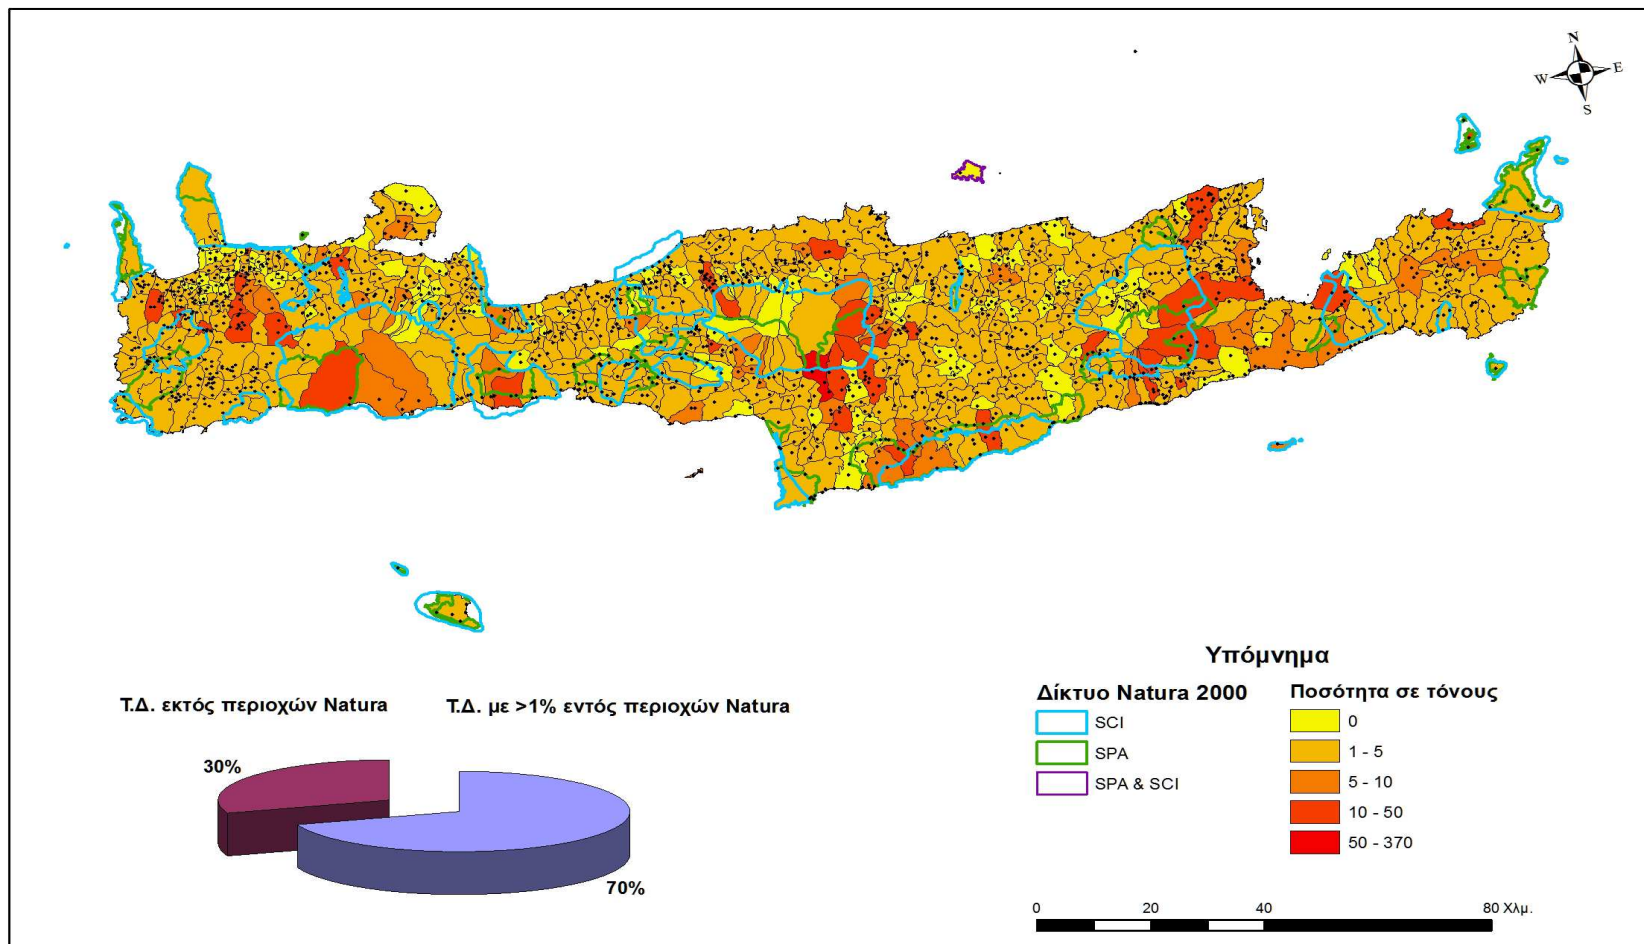 N
W E
S
Υπόμνημα
Δίκτυο Natura 2000
SCI
SPA
SPA & SCI
Ποσότητα σε τόνους
0
1 - 5
5 - 10
10 - 50
50 - 370
Τ.Δ. εκτός περιοχών Natura
Τ.Δ. με >1% εντός περιοχών Natura
30%
70%
0 20 40 80 Χλμ.